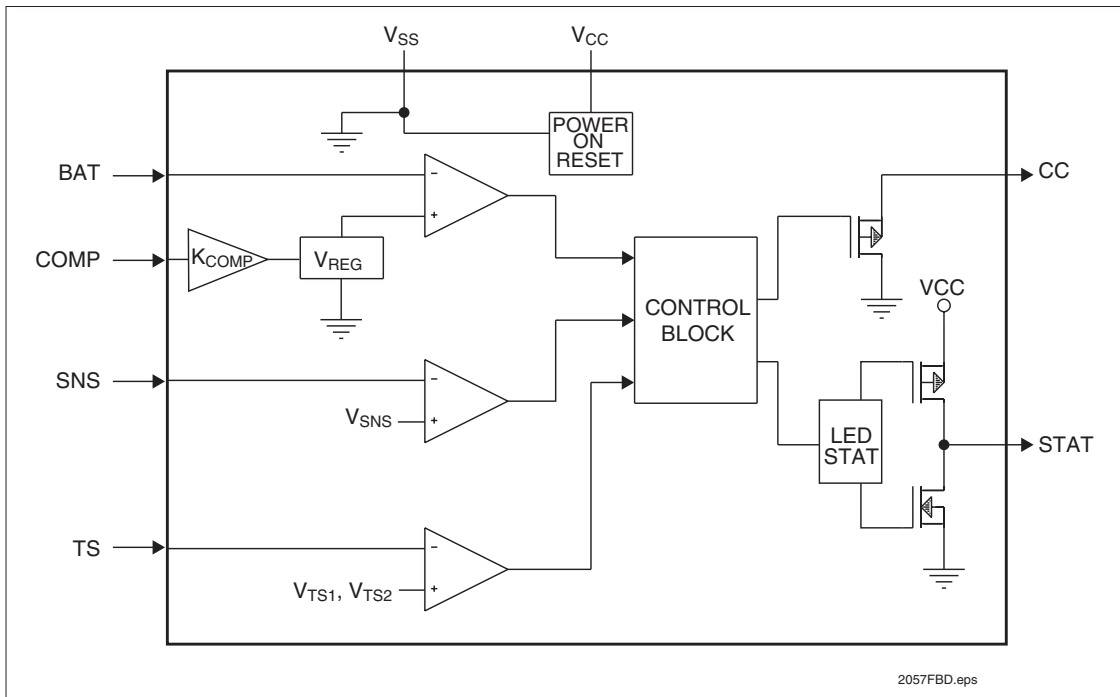 VSS
VCC
POWER
ON
RESET
BAT
−
+
CC
COMP
KCOMP
VREG
VCC
CONTROL
BLOCK
SNS
−
VSNS
+
LED
STAT
STAT
TS
−
VTS1, VTS2
+
2057FBD.eps